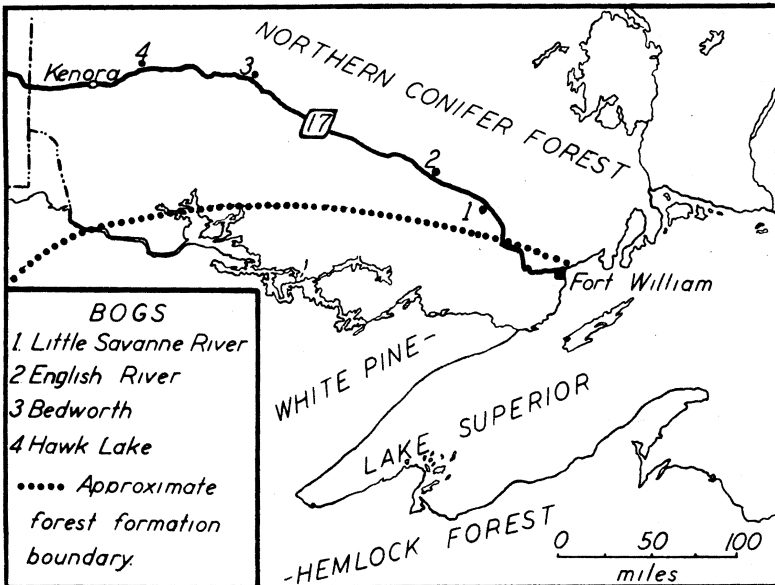 NORTHERN CONIFER FOREST
Kenora
4
3
17
2
1
Fort William
WHITE PINE-
LAKE SUPERIOR
-HEMLOCK FOREST
BOGS
1. Little Savanne River
2 English River
3 Bedworth
4 Hawk Lake
•••••• Approximate
forest formation
boundary.
0 50 100
miles